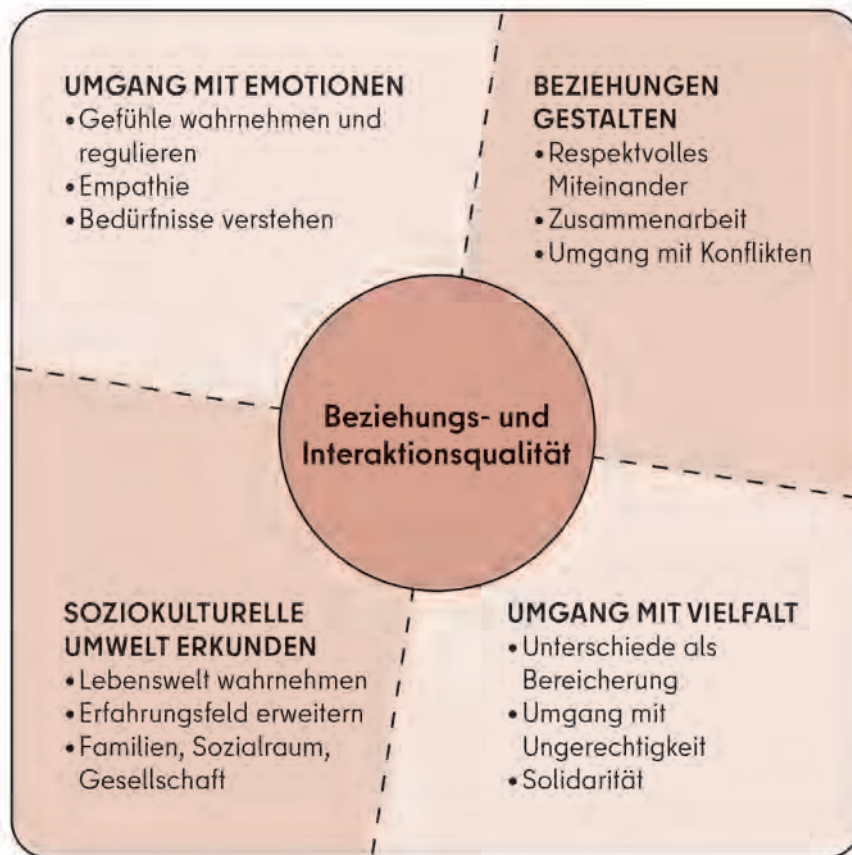 UMGANG MIT EMOTIONEN
• Gefühle wahrnehmen und
regulieren
• Empathie
• Bedürfnisse verstehen
BEZIEHUNGEN
GESTALTEN
• Respektvolles
Miteinander
• Zusammenarbeit
• Umgang mit Konflikten
Beziehungs- und
Interaktionsqualität
SOZIOKULTURELLE
UMWELT ERKUNDEN
• Lebenswelt wahrnehmen
• Erfahrungsfeld erweitern
• Familien, Sozialraum,
Gesellschaft
UMGANG MIT VIELFALT
• Unterschiede als
Bereicherung
• Umgang mit
Ungerechtigkeit
• Solidarität